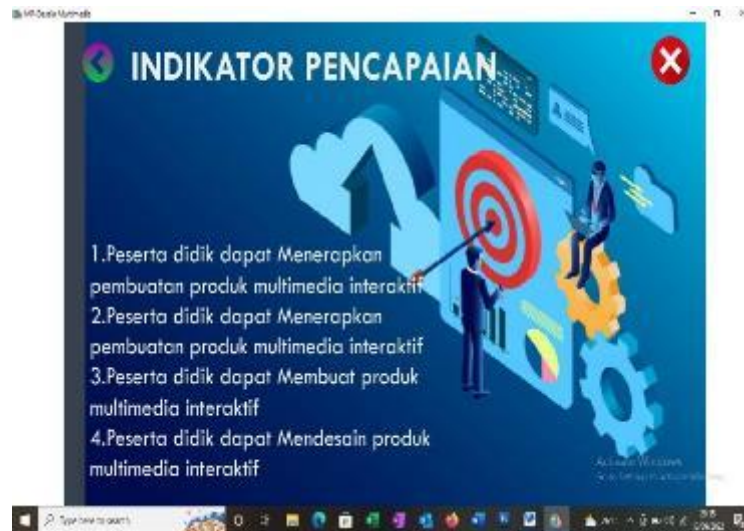 INDIKATOR PENCAPAIAN
1.Peserta didik dapat Menerapkan
pembuatan produk multimedia interaktif
2.Peserta didik dapat Menerapkan
pembuatan produk multimedia interaktif
3.Peserta didik dapat Membuat produk
multimedia interaktif
4.Peserta didik dapat Mendesain produk
multimedia interaktif
Activate Windows
Type here to search